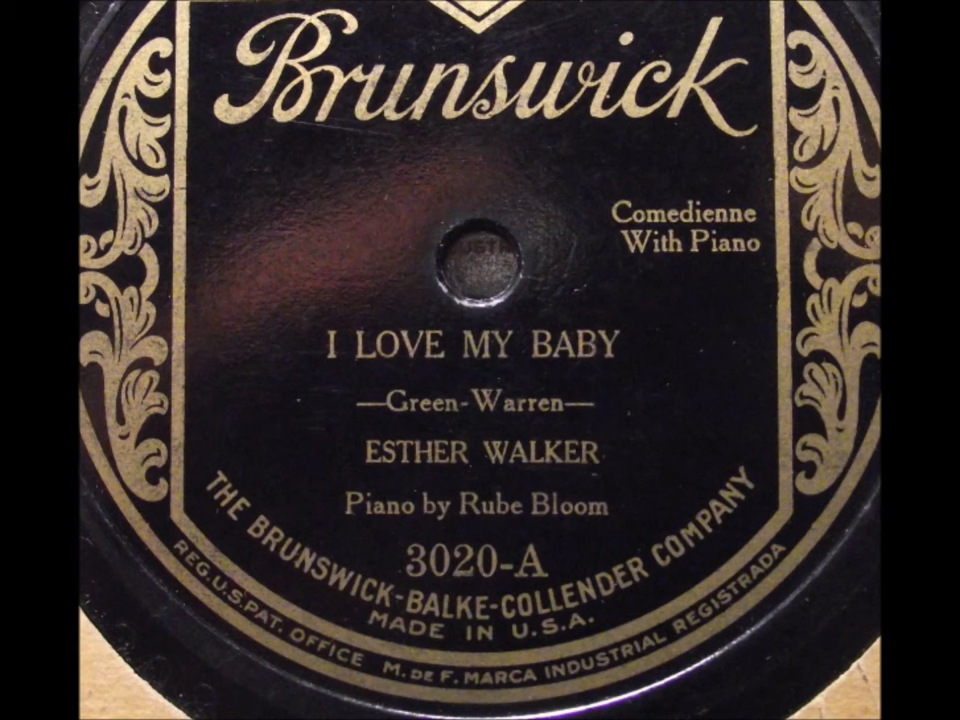 Brunswick
Comedienne
With Piano
I LOVE MY BABY
—Green-Warren—
ESTHER WALKER
Piano by Rube Bloom
3020-A
THE BRUNSWICK-BALKE-COLLENDER COMPANY
MADE IN U.S.A.
REG.U.S.PAT. OFFICE M. DE F. MARCA INDUSTRIAL REGISTRADA